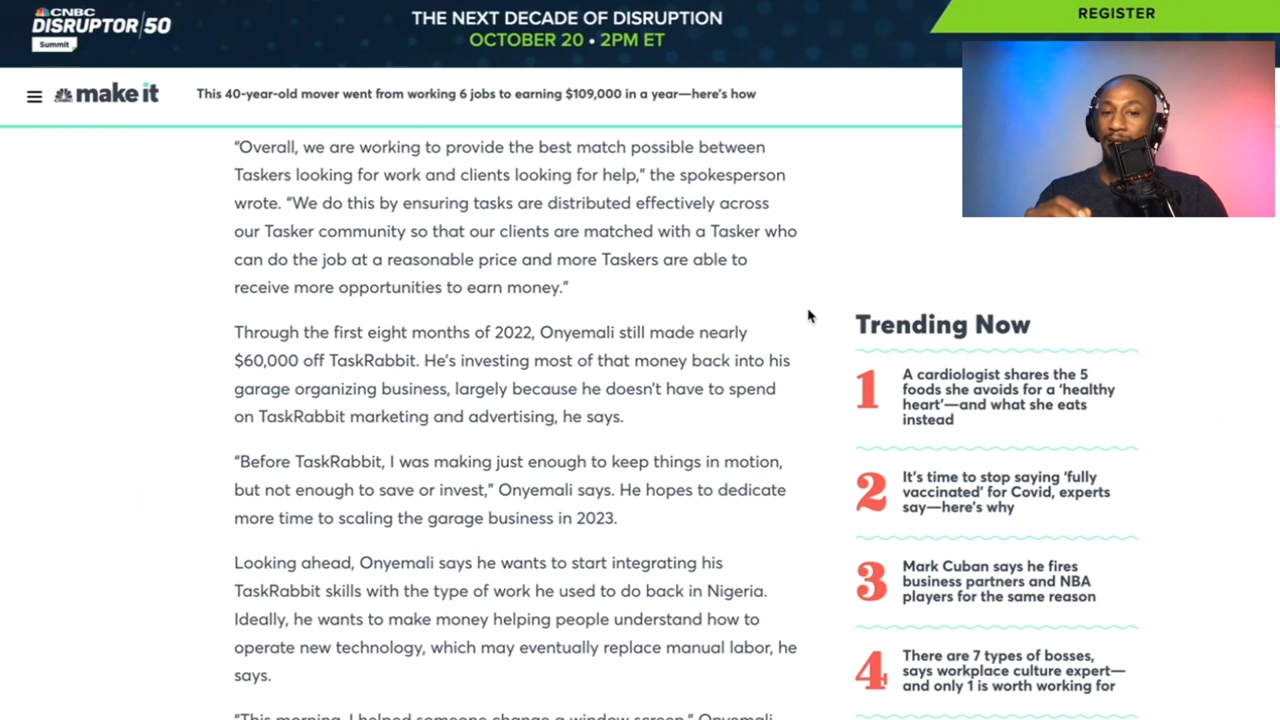 CNBC
DISRUPTOR/50
Summit
THE NEXT DECADE OF DISRUPTION
OCTOBER 20 • 2PM ET
REGISTER
make it
This 40-year-old mover went from working 6 jobs to earning $109,000 in a year—here's how
"Overall, we are working to provide the best match possible between
Taskers looking for work and clients looking for help," the spokesperson
wrote. "We do this by ensuring tasks are distributed effectively across
our Tasker community so that our clients are matched with a Tasker who
can do the job at a reasonable price and more Taskers are able to
receive more opportunities to earn money."
Through the first eight months of 2022, Onyemali still made nearly
$60,000 off TaskRabbit. He's investing most of that money back into his
garage organizing business, largely because he doesn't have to spend
on TaskRabbit marketing and advertising, he says.
"Before TaskRabbit, I was making just enough to keep things in motion,
but not enough to save or invest," Onyemali says. He hopes to dedicate
more time to scaling the garage business in 2023.
Looking ahead, Onyemali says he wants to start integrating his
TaskRabbit skills with the type of work he used to do back in Nigeria.
Ideally, he wants to make money helping people understand how to
operate new technology, which may eventually replace manual labor, he
says.
"This morning, I helped someone change a window screen," Onyemali
Trending Now
1
A cardiologist shares the 5
foods she avoids for a 'healthy
heart'—and what she eats
instead
2
It's time to stop saying 'fully
vaccinated' for Covid, experts
say—here's why
3
Mark Cuban says he fires
business partners and NBA
players for the same reason
4
There are 7 types of bosses,
says workplace culture expert—
and only 1 is worth working for